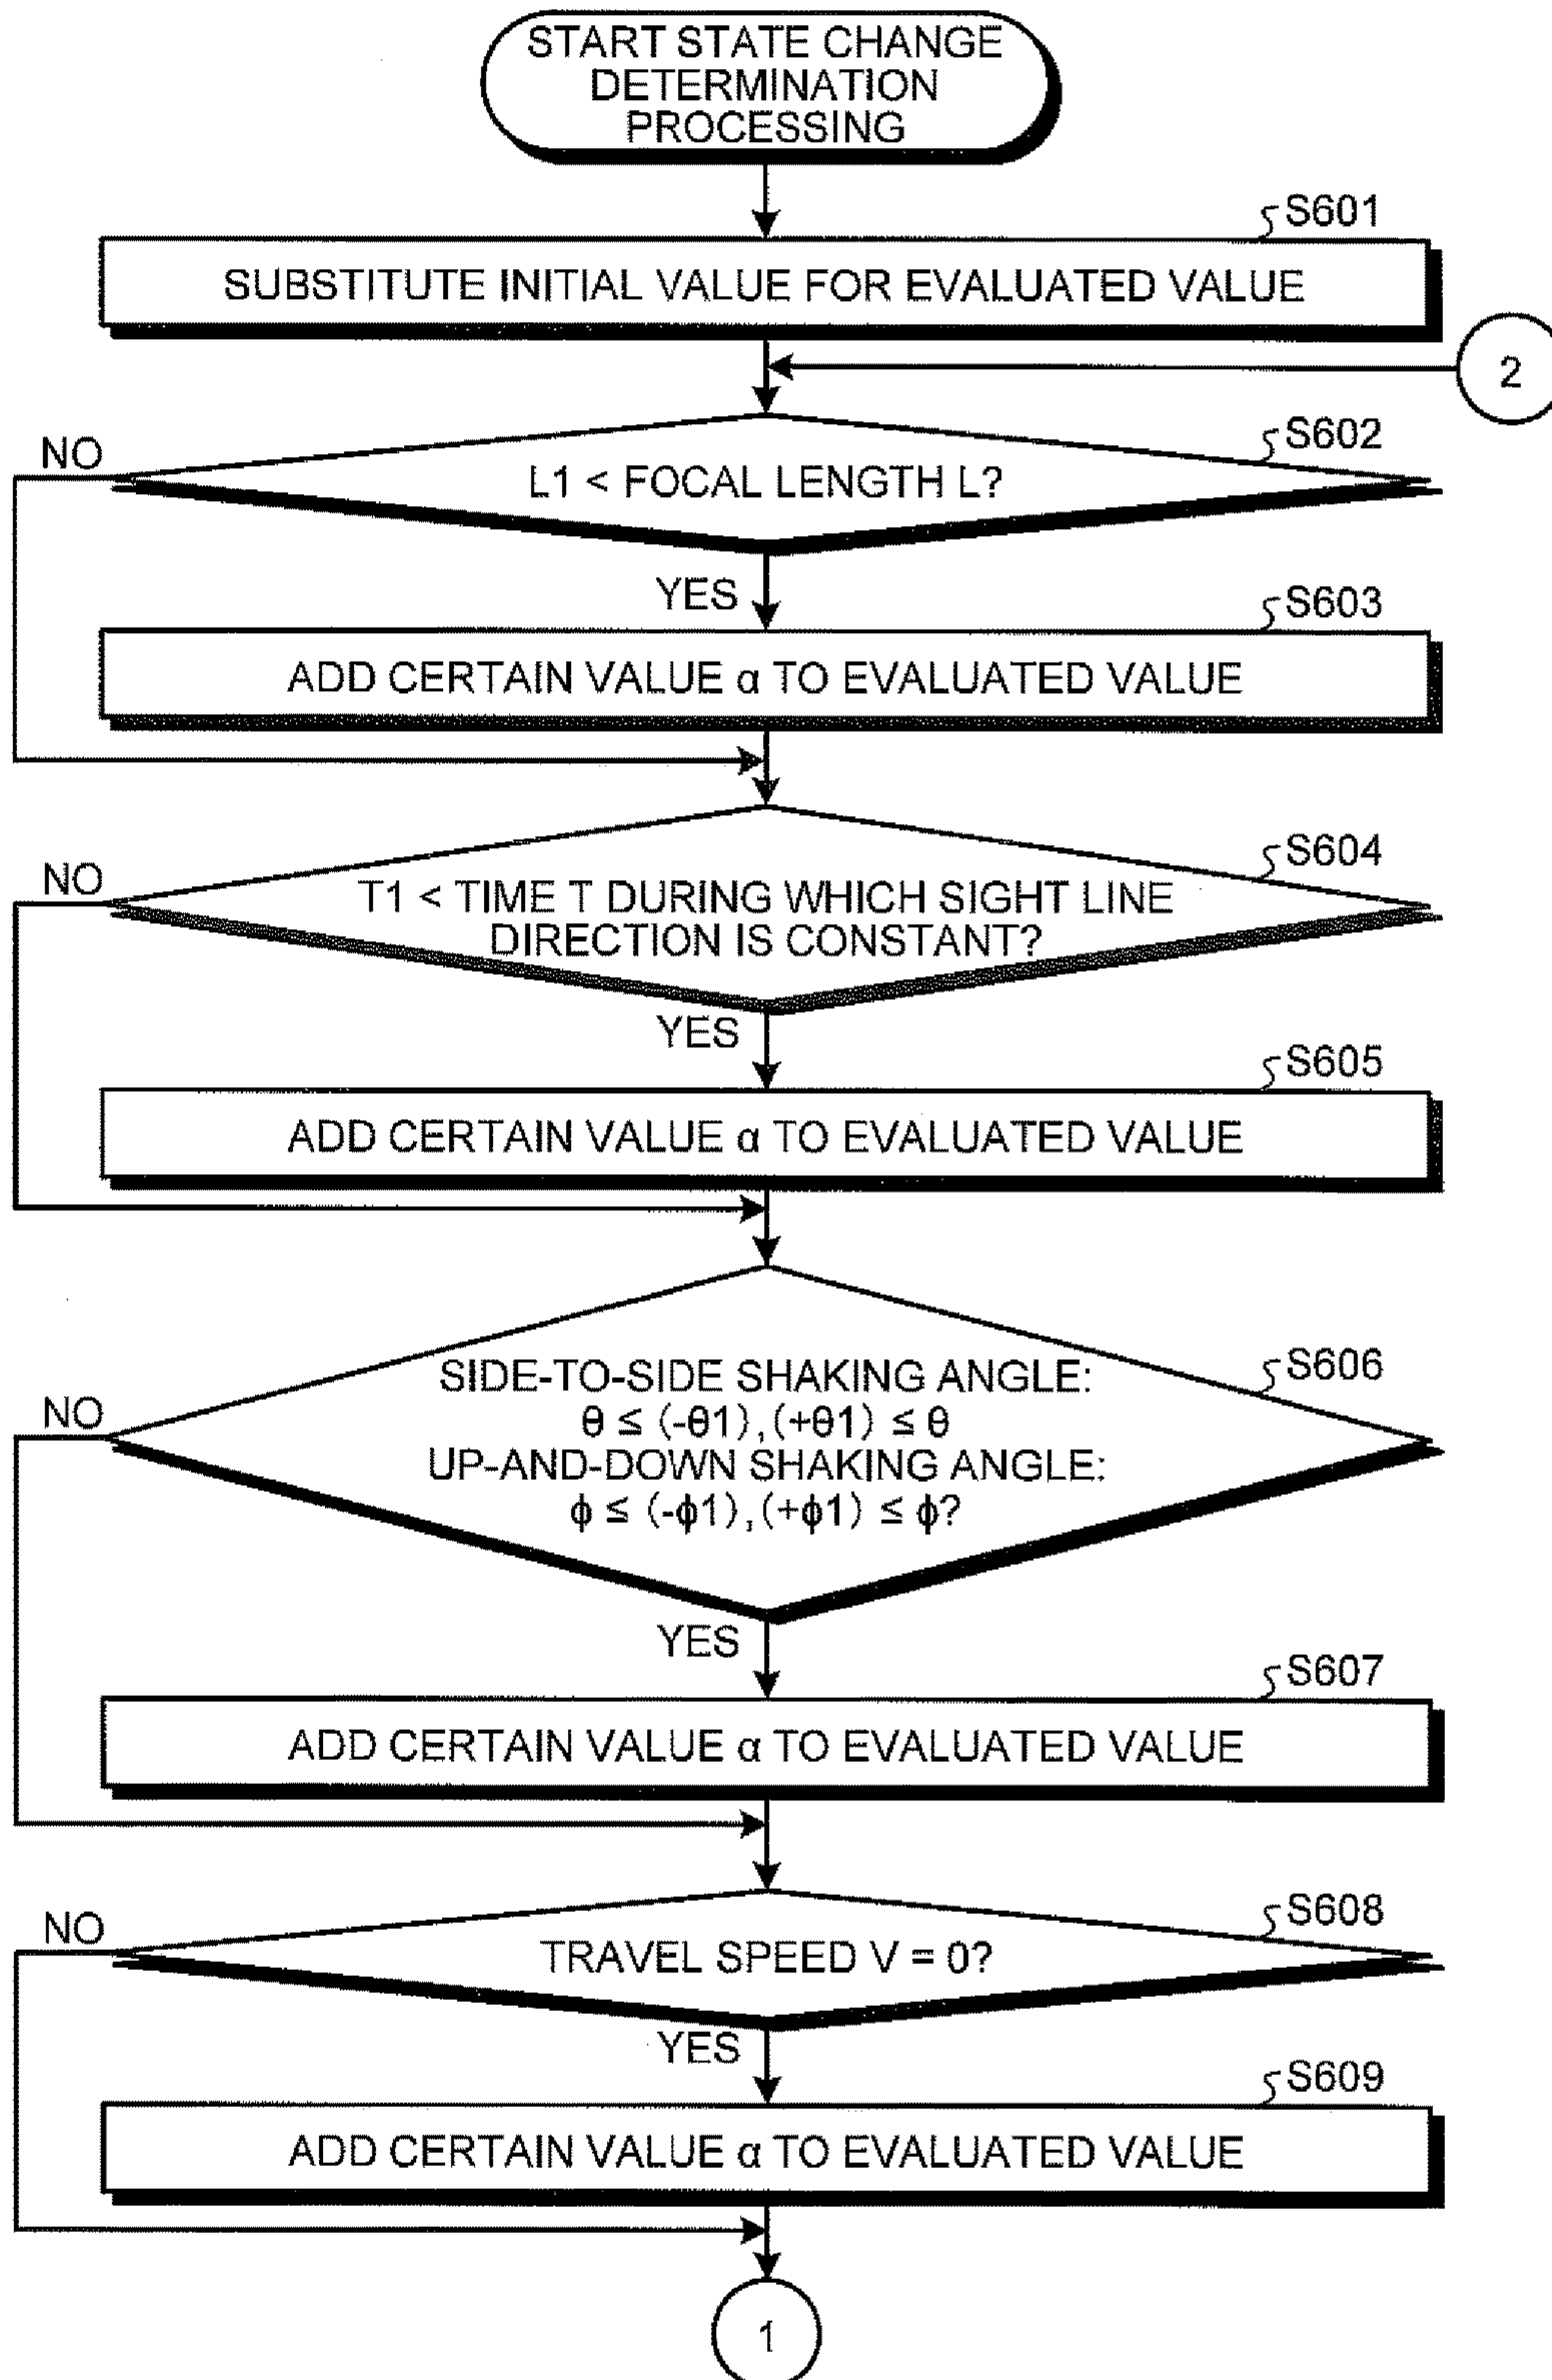 START STATE CHANGE
DETERMINATION
PROCESSING
S601
SUBSTITUTE INITIAL VALUE FOR EVALUATED VALUE
2
S602
NO
L1 < FOCAL LENGTH L?
YES
S603
ADD CERTAIN VALUE α TO EVALUATED VALUE
S604
NO
T1 < TIME T DURING WHICH SIGHT LINE
DIRECTION IS CONSTANT?
YES
S605
ADD CERTAIN VALUE α TO EVALUATED VALUE
S606
NO
SIDE-TO-SIDE SHAKING ANGLE:
θ ≤ (-θ1), (+θ1) ≤ θ
UP-AND-DOWN SHAKING ANGLE:
ϕ ≤ (-ϕ1), (+ϕ1) ≤ ϕ?
YES
S607
ADD CERTAIN VALUE α TO EVALUATED VALUE
S608
NO
TRAVEL SPEED V = 0?
YES
S609
ADD CERTAIN VALUE α TO EVALUATED VALUE
1